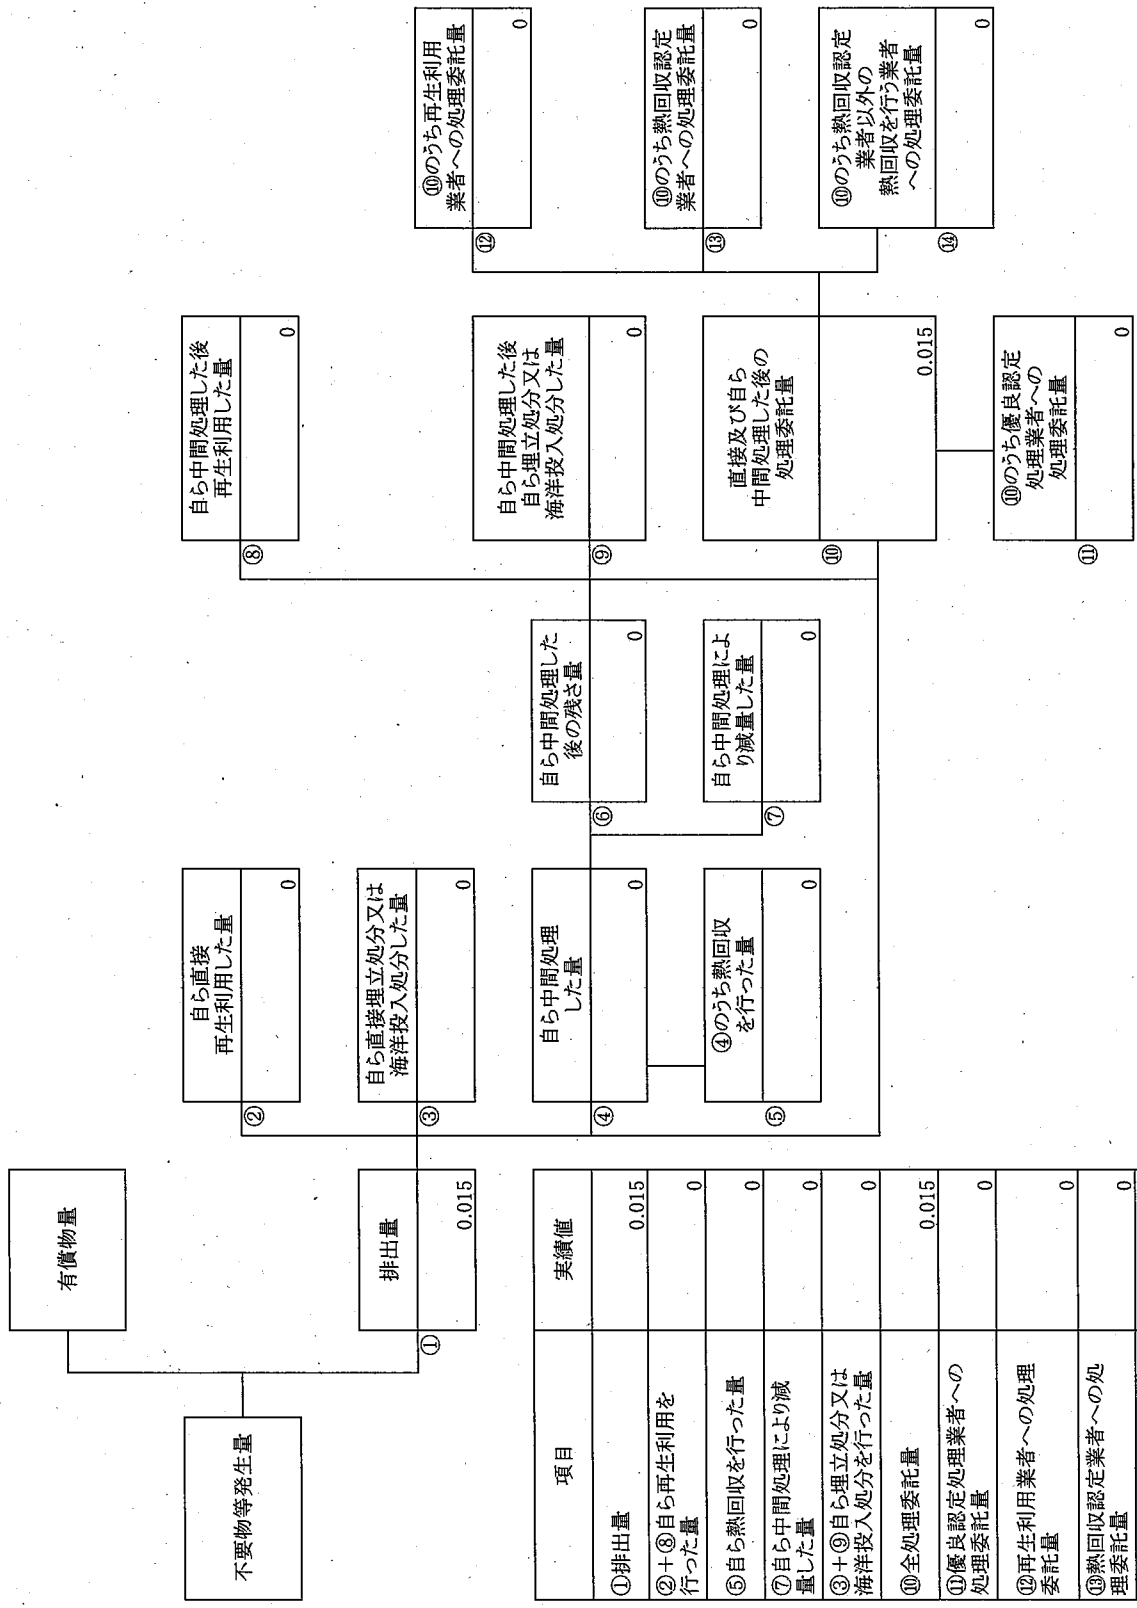 不要物等発生量
有償物量
排出量
①
0.015
自ら直接
再生利用した量
②
0
自ら直接埋立処分又は
海洋投入処分した量
③
0
自ら中間処理
した量
④
0
④のうち熱回収
を行った量
⑤
0
自ら中間処理した
後の残さ量
⑥
0
自ら中間処理によ
り減量した量
⑦
0
自ら中間処理した後
再生利用した量
⑧
0
自ら中間処理した後
自ら埋立処分又は
海洋投入処分した量
⑨
0
直接及び自ら
中間処理した後の
処理委託量
⑩
0.015
⑩のうち優良認定
処理業者への
処理委託量
⑪
0
⑩のうち再生利用
業者への処理委託量
⑫
0
⑩のうち熱回収認定
業者への処理委託量
⑬
0
⑩のうち熱回収認定
業者以外の
熱回収を行う業者
への処理委託量
⑭
0
項目 実績値
①排出量 0.015
②+⑧自ら再生利用を
行った量 0
⑤自ら熱回収を行った量 0
⑦自ら中間処理により減
量した量 0
③+⑨自ら埋立処分又は
海洋投入処分を行った量 0
⑩全処理委託量 0.015
⑪優良認定処理業者への
処理委託量 0
⑫再生利用業者への処理
委託量 0
⑬熱回収認定業者への処
理委託量 0